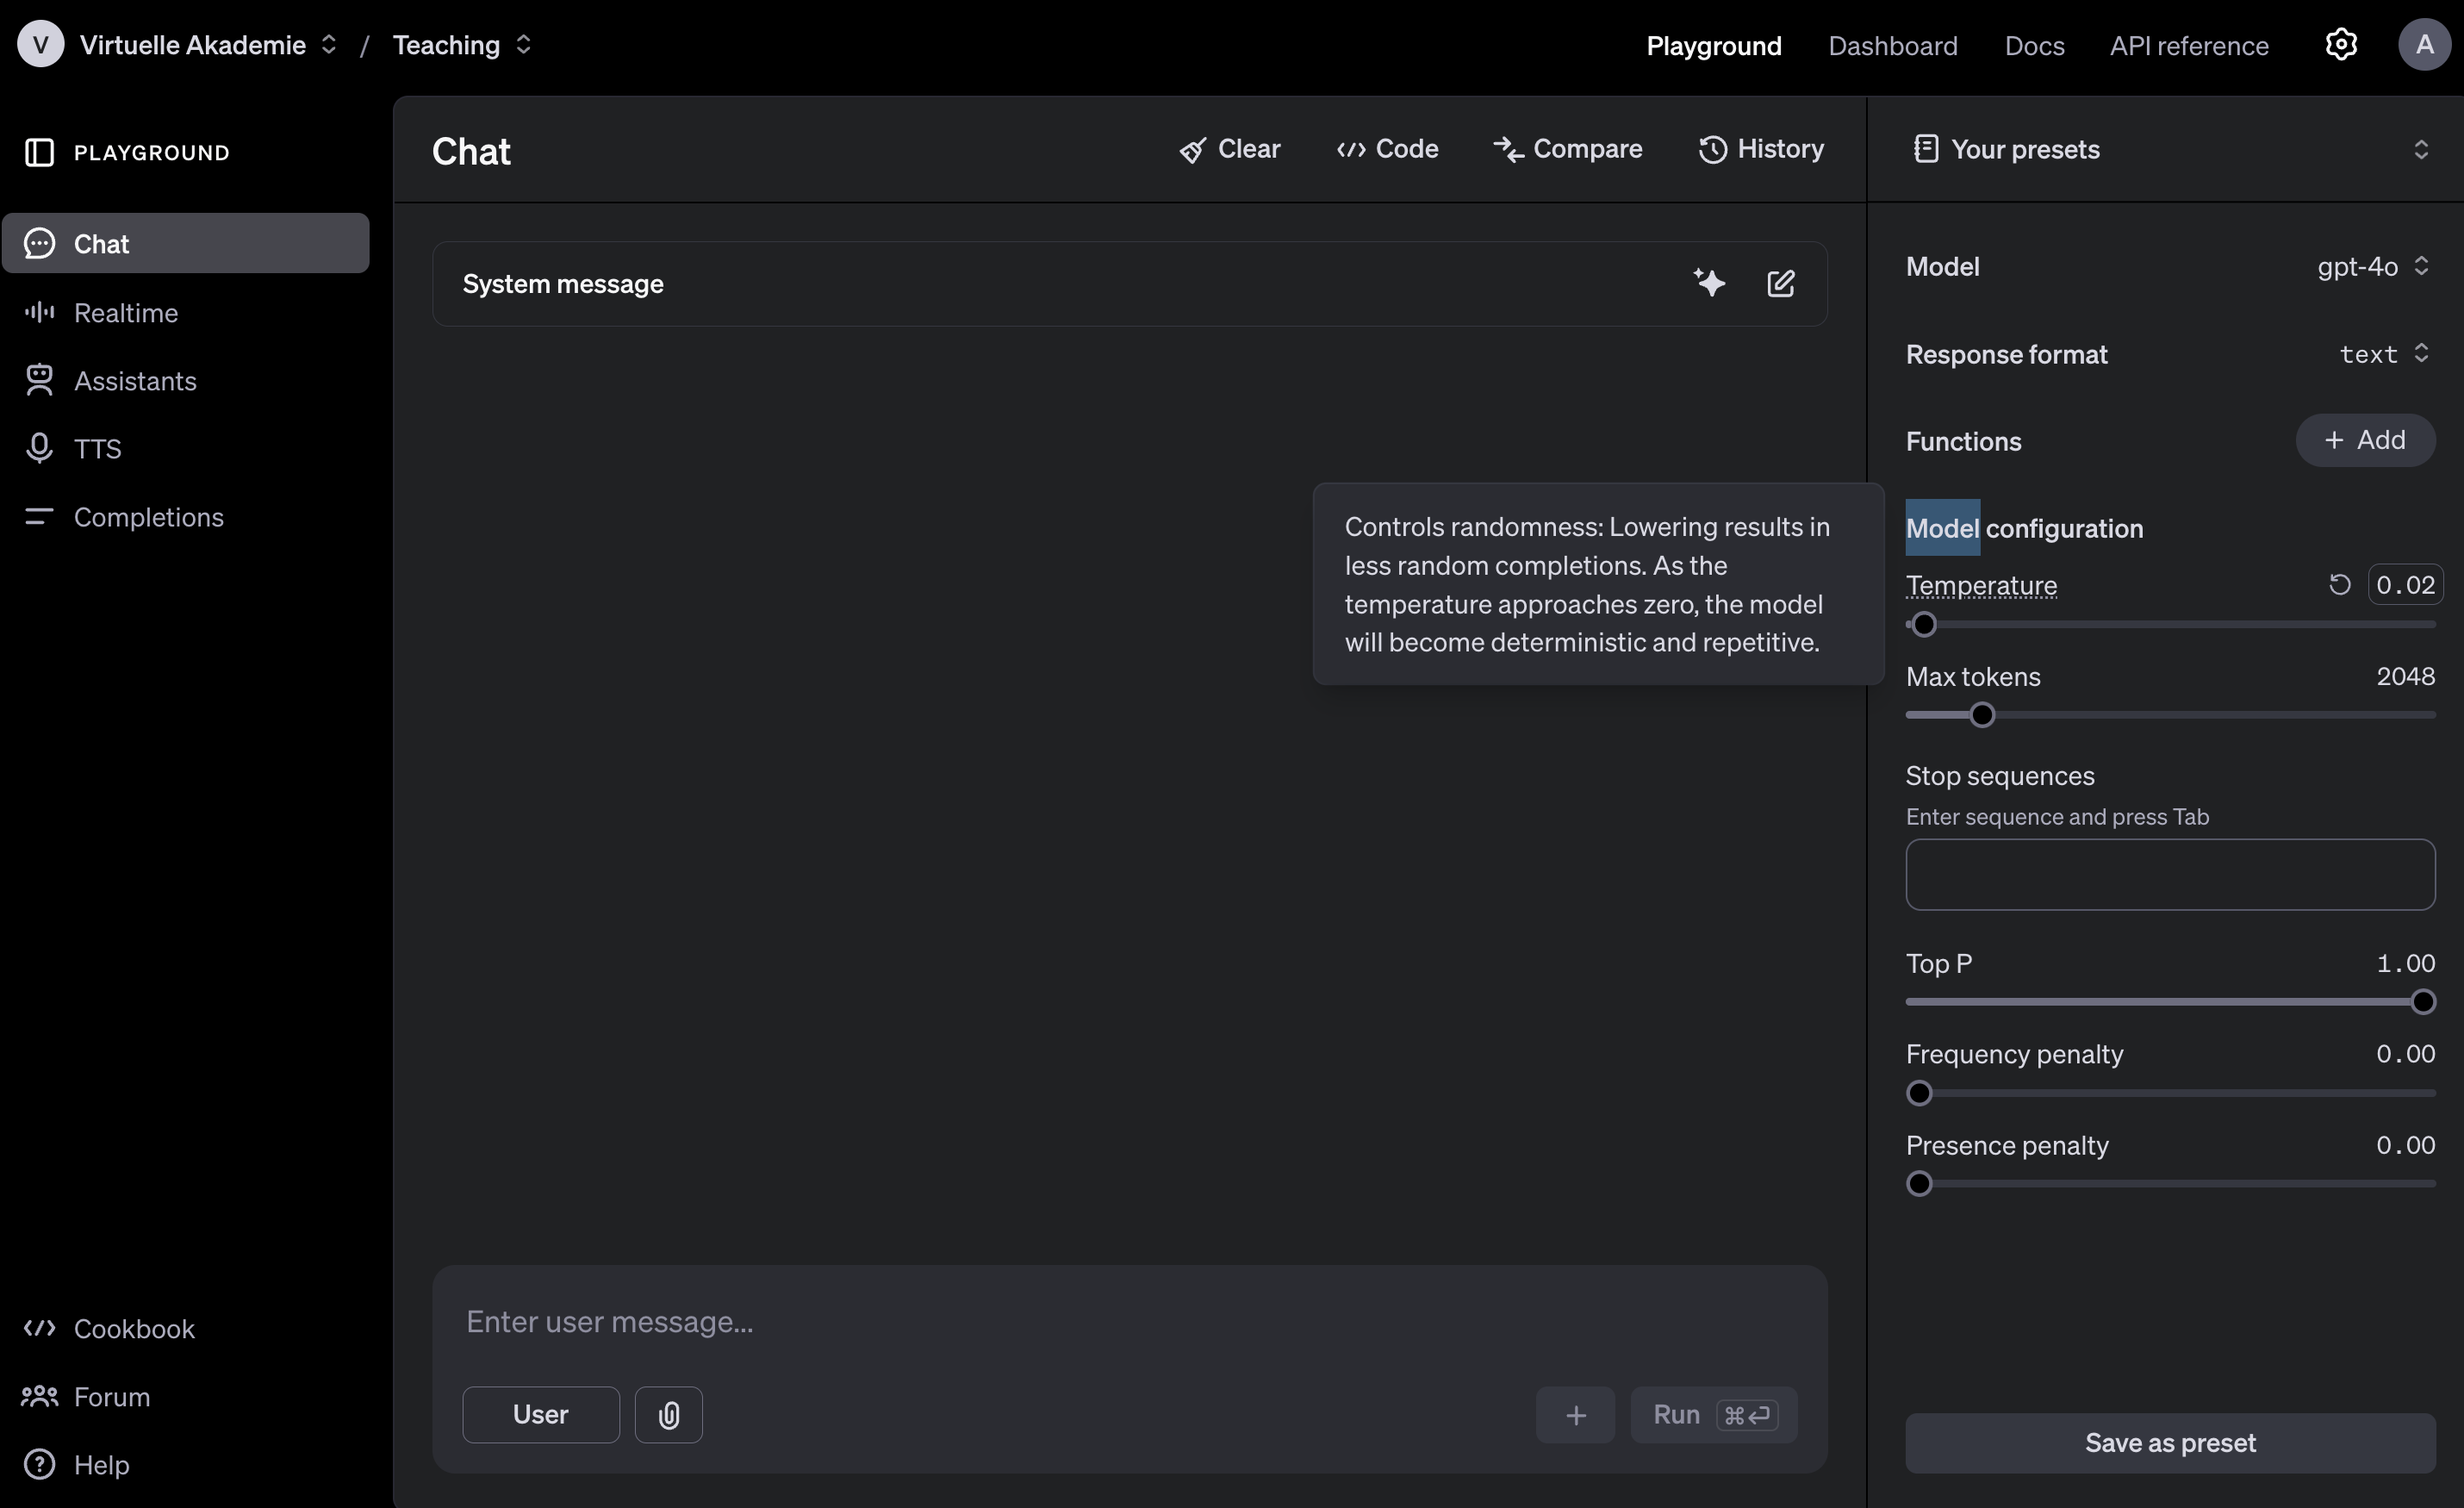 V Virtuelle Akademie / Teaching
Playground Dashboard Docs API reference A
PLAYGROUND
Chat
Realtime
Assistants
TTS
Completions
Cookbook
Forum
Help
Chat
Clear Code Compare History
System message
Controls randomness: Lowering results in
less random completions. As the
temperature approaches zero, the model
will become deterministic and repetitive.
Enter user message...
User
+ Run ⌘↵
Your presets
Model gpt-4o
Response format text
Functions + Add
Model configuration
Temperature 0.02
Max tokens 2048
Stop sequences
Enter sequence and press Tab
Top P 1.00
Frequency penalty 0.00
Presence penalty 0.00
Save as preset